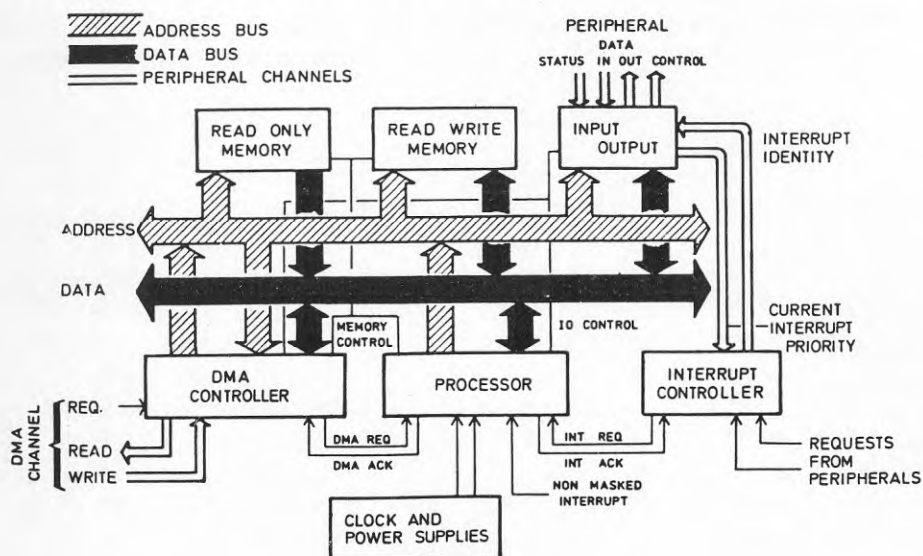 ADDRESS BUS
DATA BUS
PERIPHERAL CHANNELS
PERIPHERAL
DATA
STATUS IN OUT CONTROL
READ ONLY
MEMORY
READ WRITE
MEMORY
INPUT
OUTPUT
INTERRUPT
IDENTITY
ADDRESS
DATA
MEMORY
CONTROL
IO CONTROL
CURRENT
INTERRUPT
PRIORITY
DMA
CONTROLLER
PROCESSOR
INTERRUPT
CONTROLLER
DMA
CHANNEL
REQ.
READ
WRITE
DMA REQ
DMA ACK
INT REQ
INT ACK
NON MASKED
INTERRUPT
REQUESTS
FROM
PERIPHERALS
CLOCK AND
POWER SUPPLIES